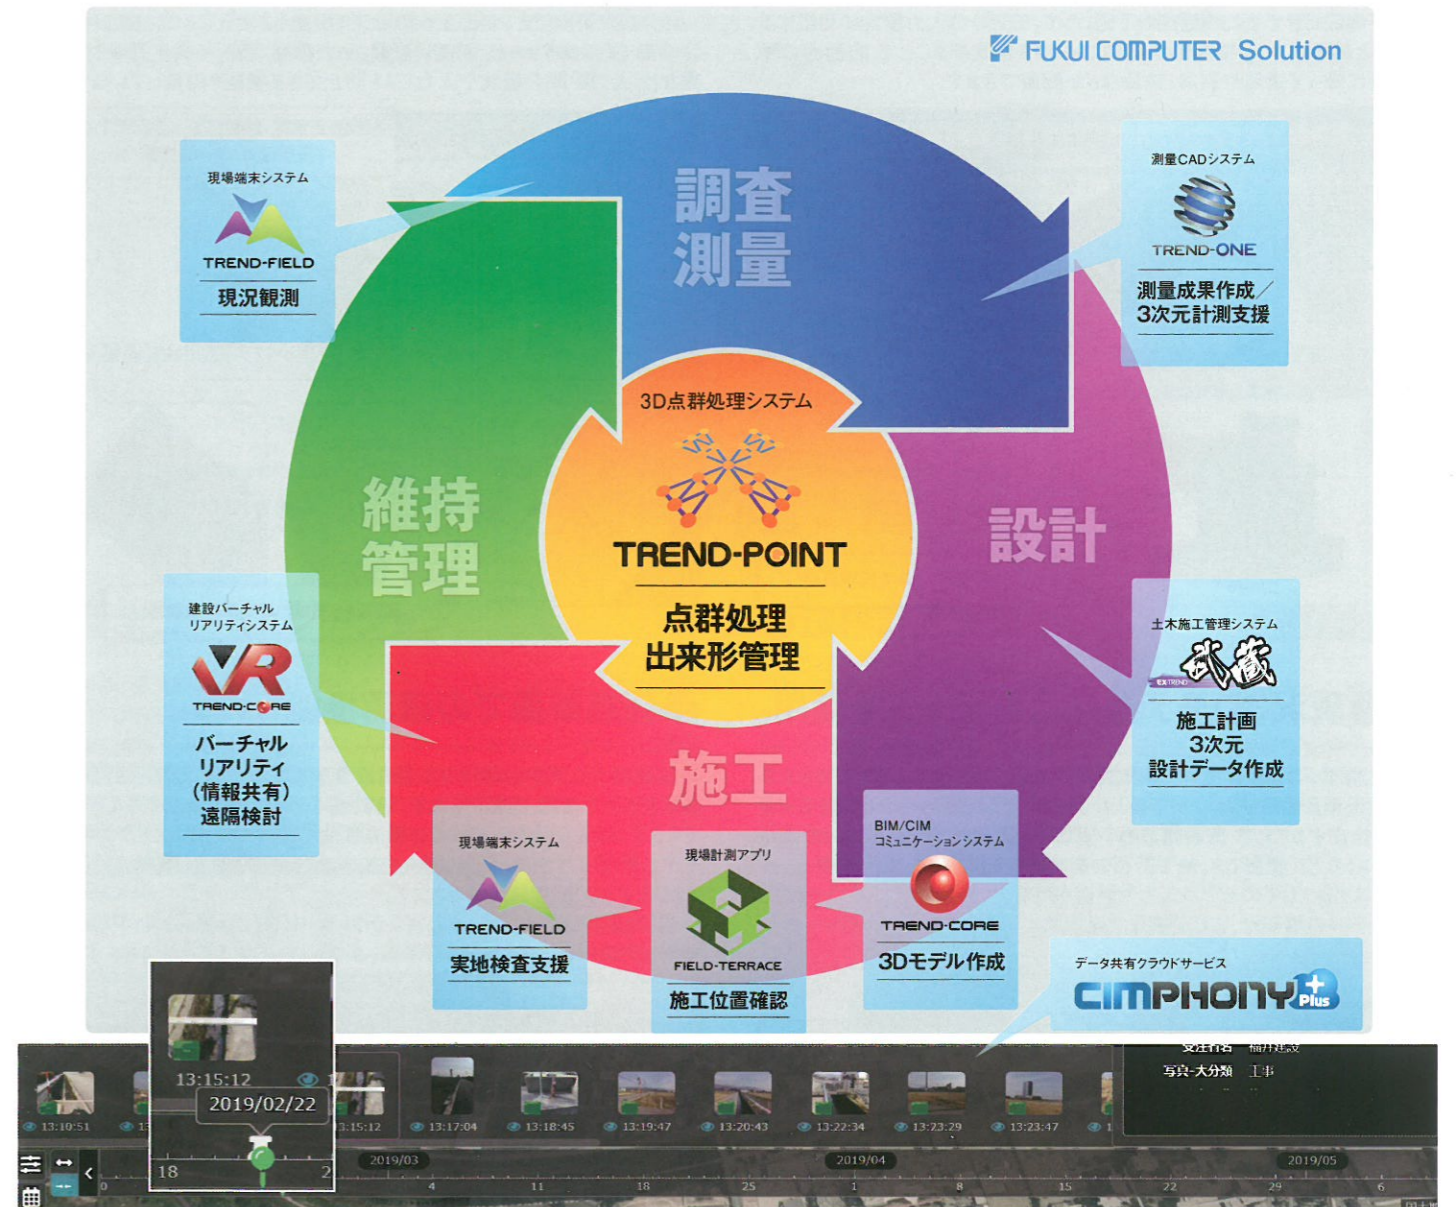 FUKUI COMPUTER Solution
調査
測量
現場端末システム
TREND-FIELD
現況観測
測量CADシステム
TREND-ONE
測量成果作成／
3次元計測支援
3D点群処理システム
TREND-POINT
点群処理
出来形管理
維持
管理
設計
建設バーチャル
リアリティシステム
VR
TREND-CORE
バーチャル
リアリティ
(情報共有)
遠隔検討
土木施工管理システム
武蔵
施工計画
3次元
設計データ作成
施工
現場端末システム
TREND-FIELD
実地検査支援
現場計測アプリ
FIELD-TERRACE
施工位置確認
BIM/CIM
コミュニケーションシステム
TREND-CORE
3Dモデル作成
データ共有クラウドサービス
CIMPHONY Plus
受注者名 福井建設
写真-大分類 工事
13:15:12
2019/02/22
18
13:10:51
13:15:12
13:17:04
13:18:45
13:19:47
13:20:43
13:22:34
13:23:29
13:23:47
2019/03
2019/04
2019/05
4 11 18 25 1 8 15 22 29 6